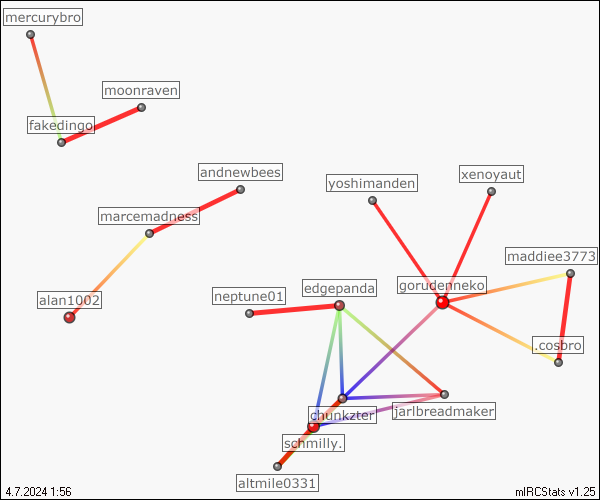 mercurybro
moonraven
fakedingo
andnewbees
xenoyaut
yoshimanden
marcemadness
maddiee3773
gorudenneko
edgepanda
neptune01
alan1002
.cosbro
jarlbreadmaker
chunkzter
schmilly.
altmile0331
4.7.2024 1:56
mIRCStats v1.25